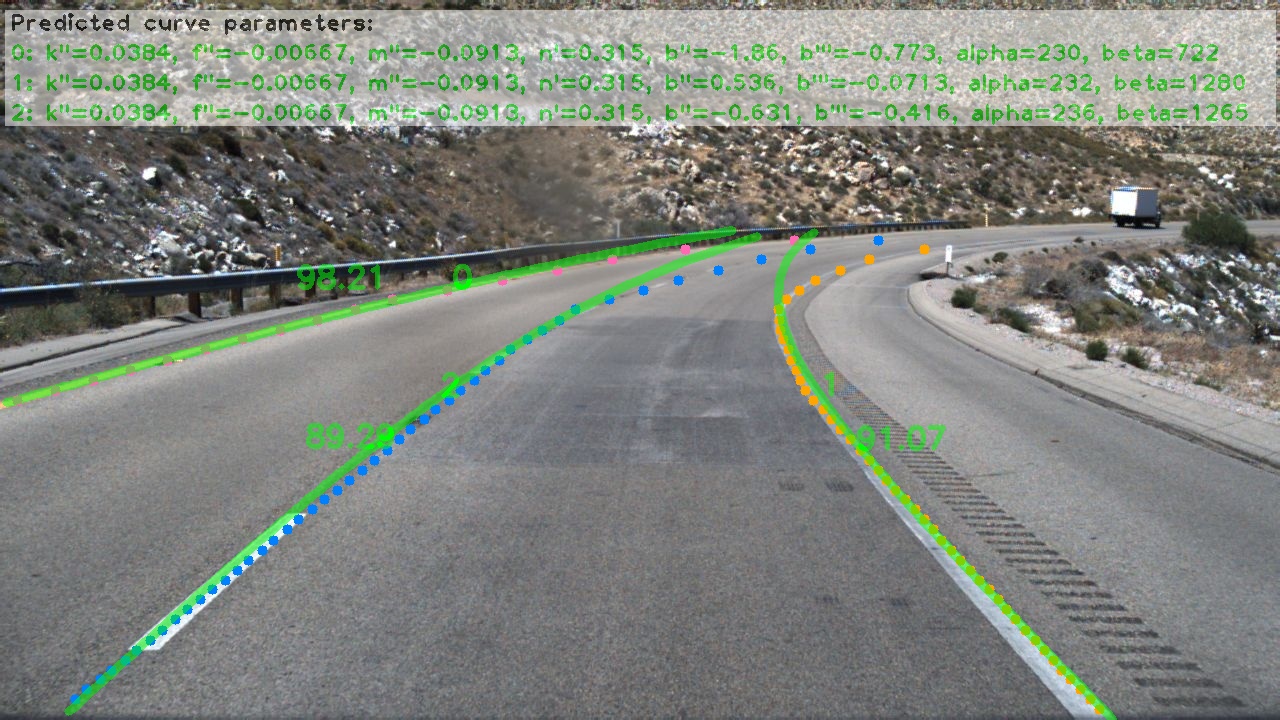 Predicted curve parameters:
0: k''=0.0384, f''=-0.00667, m''=-0.0913, n'=0.315, b''=-1.86, b'''=-0.773, alpha=230, beta=722
1: k''=0.0384, f''=-0.00667, m''=-0.0913, n'=0.315, b''=0.536, b'''=-0.0713, alpha=232, beta=1280
2: k''=0.0384, f''=-0.00667, m''=-0.0913, n'=0.315, b''=-0.631, b'''=-0.416, alpha=236, beta=1265
98.21 0
2 1
91.07